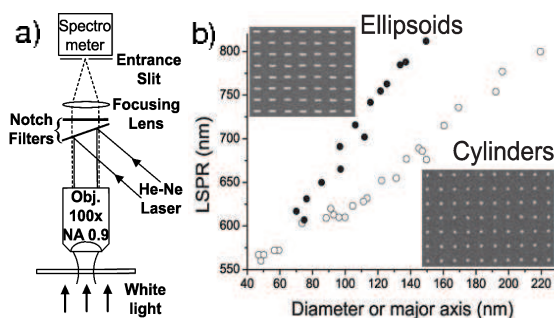 a)
Spectro
meter
Entrance
Slit
Focusing
Lens
Notch
Filters
He-Ne
Laser
Obj.
100x
NA 0.9
White
light
b)
Ellipsoids
Cylinders
LSPR (nm)
800
750
700
650
600
550
40 60 80 100 120 140 160 180 200 220
Diameter or major axis (nm)